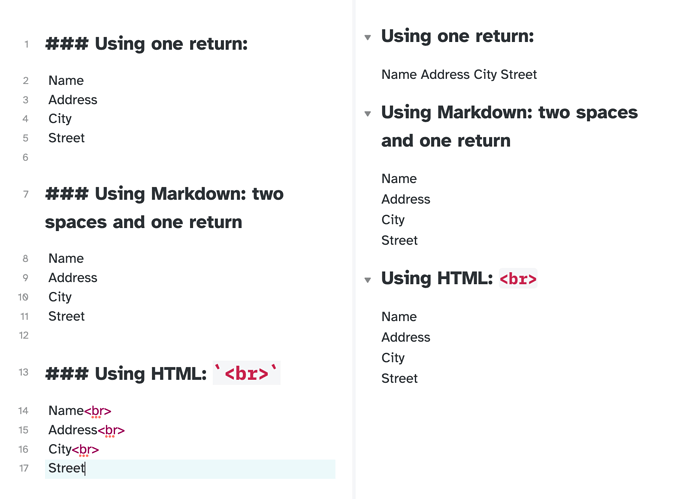 1 ### Using one return:
2 Name
3 Address
4 City
5 Street
6
7 ### Using Markdown: two
spaces and one return
8 Name
9 Address
10 City
11 Street
12
13 ### Using HTML: `<br>`
14 Name<br>
15 Address<br>
16 City<br>
17 Street
Using one return:
Name Address City Street
Using Markdown: two spaces
and one return
Name
Address
City
Street
Using HTML: <br>
Name
Address
City
Street